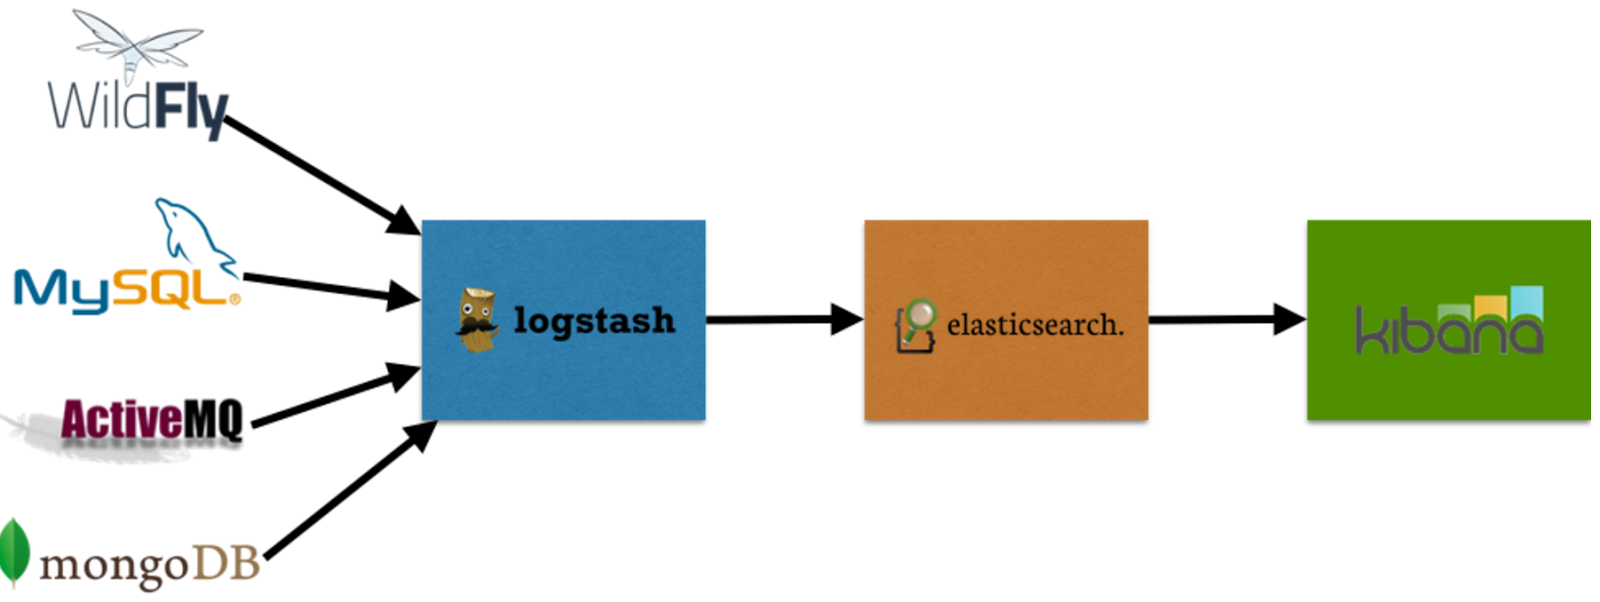 WildFly
MySQL®
ActiveMQ
mongoDB
logstash
elasticsearch.
kibana